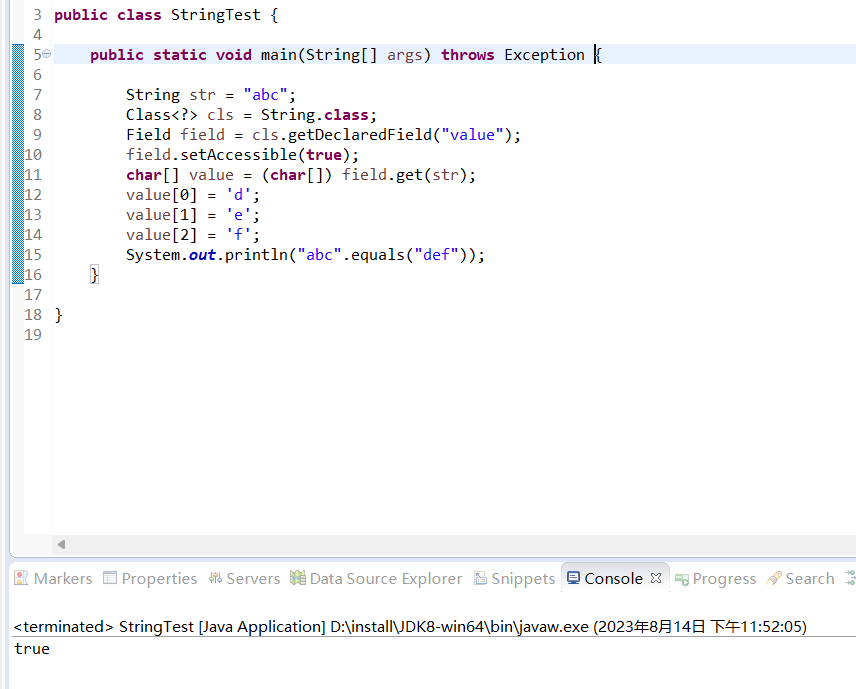 3 public class StringTest {
4
5 public static void main(String[] args) throws Exception {
6
7 String str = "abc";
8 Class<?> cls = String.class;
9 Field field = cls.getDeclaredField("value");
10 field.setAccessible(true);
11 char[] value = (char[]) field.get(str);
12 value[0] = 'd';
13 value[1] = 'e';
14 value[2] = 'f';
15 System.out.println("abc".equals("def"));
16 }
17
18 }
19
Markers Properties Servers Data Source Explorer Snippets Console Progress Search
<terminated> StringTest [Java Application] D:\install\JDK8-win64\bin\javaw.exe (2023年8月14日 下午11:52:05)
true